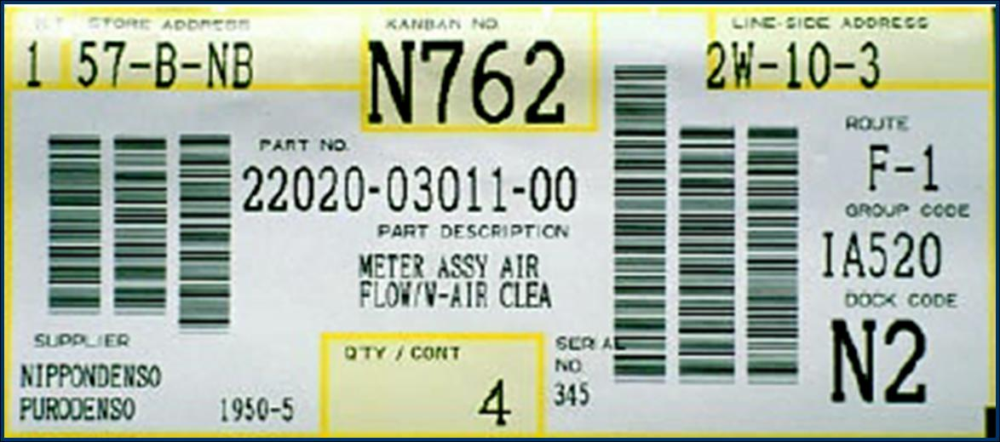 STORE ADDRESS
1 57-B-NB
KANBAN NO.
N762
LINE-SIDE ADDRESS
2W-10-3
PART NO.
22020-03011-00
PART DESCRIPTION
METER ASSY AIR
FLOW/W-AIR CLEA
ROUTE
F-1
GROUP CODE
IA520
DOCK CODE
N2
SUPPLIER
NIPPONDENSO
PURODENSO 1950-5
Q'TY / CONT
4
SERIAL
NO.
345